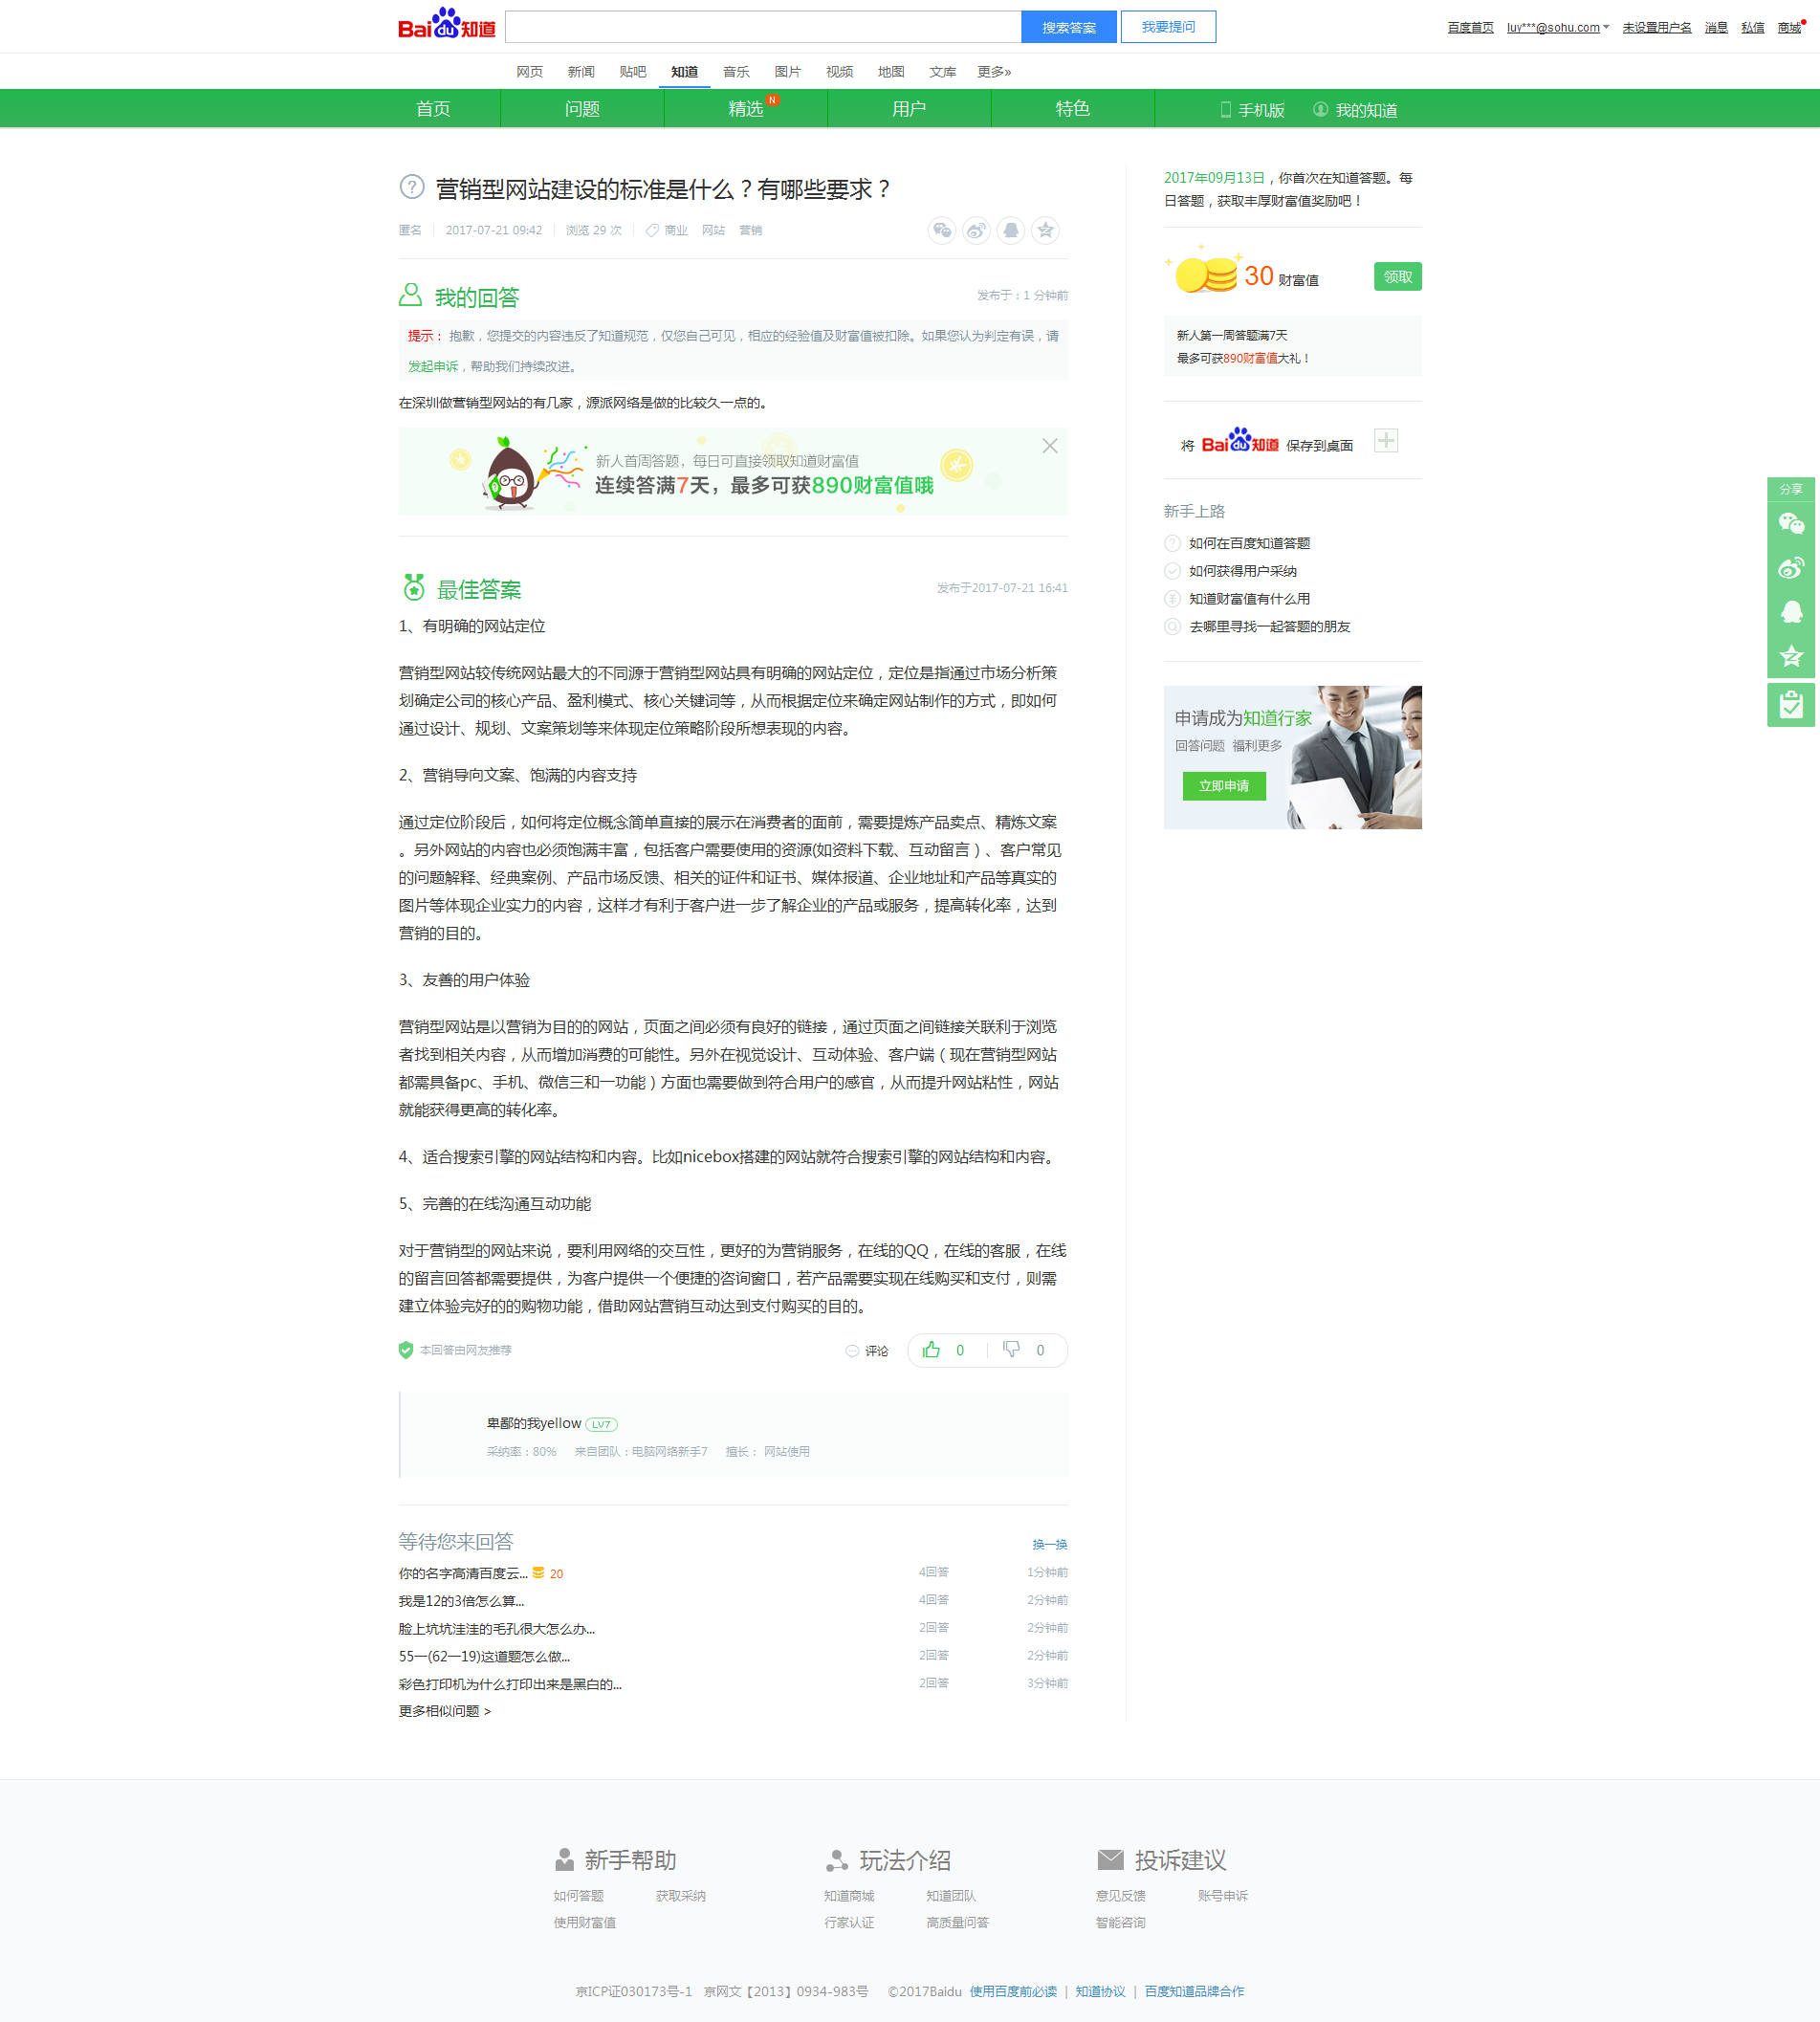 Baidu知道
搜索答案
我要提问
百度首页 luy***@sohu.com 未设置用户名 消息 私信 商城
网页 新闻 贴吧 知道 音乐 图片 视频 地图 文库 更多»
首页 问题 精选 N 用户 特色 手机版 我的知道
营销型网站建设的标准是什么？有哪些要求？
匿名 | 2017-07-21 09:42 | 浏览 29 次 | 商业 网站 营销
我的回答
发布于：1 分钟前
提示： 抱歉，您提交的内容违反了知道规范，仅您自己可见，相应的经验值及财富值被扣除。如果您认为判定有误，请
发起申诉，帮助我们持续改进。
在深圳做营销型网站的有几家，源派网络是做的比较久一点的。
新人首周答题，每日可直接领取知道财富值
连续答满7天，最多可获890财富值哦
最佳答案
发布于2017-07-21 16:41
1、有明确的网站定位
营销型网站较传统网站最大的不同源于营销型网站具有明确的网站定位，定位是指通过市场分析策
划确定公司的核心产品、盈利模式、核心关键词等，从而根据定位来确定网站制作的方式，即如何
通过设计、规划、文案策划等来体现定位策略阶段所想表现的内容。
2、营销导向文案、饱满的内容支持
通过定位阶段后，如何将定位概念简单直接的展示在消费者的面前，需要提炼产品卖点、精炼文案
。另外网站的内容也必须饱满丰富，包括客户需要使用的资源(如资料下载、互动留言）、客户常见
的问题解释、经典案例、产品市场反馈、相关的证件和证书、媒体报道、企业地址和产品等真实的
图片等体现企业实力的内容，这样才有利于客户进一步了解企业的产品或服务，提高转化率，达到
营销的目的。
3、友善的用户体验
营销型网站是以营销为目的的网站，页面之间必须有良好的链接，通过页面之间链接关联利于浏览
者找到相关内容，从而增加消费的可能性。另外在视觉设计、互动体验、客户端（现在营销型网站
都需具备pc、手机、微信三和一功能）方面也需要做到符合用户的感官，从而提升网站粘性，网站
就能获得更高的转化率。
4、适合搜索引擎的网站结构和内容。比如nicebox搭建的网站就符合搜索引擎的网站结构和内容。
5、完善的在线沟通互动功能
对于营销型的网站来说，要利用网络的交互性，更好的为营销服务，在线的QQ，在线的客服，在线
的留言回答都需要提供，为客户提供一个便捷的咨询窗口，若产品需要实现在线购买和支付，则需
建立体验完好的的购物功能，借助网站营销互动达到支付购买的目的。
本回答由网友推荐
评论 0 | 0
卑鄙的我yellow LV7
采纳率：80% 来自团队：电脑网络新手7 擅长： 网站使用
等待您来回答
换一换
你的名字高清百度云... 20 4回答 1分钟前
我是12的3倍怎么算... 4回答 2分钟前
脸上坑坑洼洼的毛孔很大怎么办... 2回答 2分钟前
55一(62一19)这道题怎么做... 2回答 2分钟前
彩色打印机为什么打印出来是黑白的... 2回答 3分钟前
更多相似问题 >
2017年09月13日，你首次在知道答题。每
日答题，获取丰厚财富值奖励吧！
30 财富值 领取
新人第一周答题满7天
最多可获890财富值大礼！
将 Baidu知道 保存到桌面
新手上路
如何在百度知道答题
如何获得用户采纳
知道财富值有什么用
去哪里寻找一起答题的朋友
申请成为知道行家
回答问题 福利更多
立即申请
分享
新手帮助 玩法介绍 投诉建议
如何答题 获取采纳 知道商城 知道团队 意见反馈 账号申诉
使用财富值 行家认证 高质量问答 智能咨询
京ICP证030173号-1 京网文【2013】0934-983号 ©2017Baidu 使用百度前必读 | 知道协议 | 百度知道品牌合作